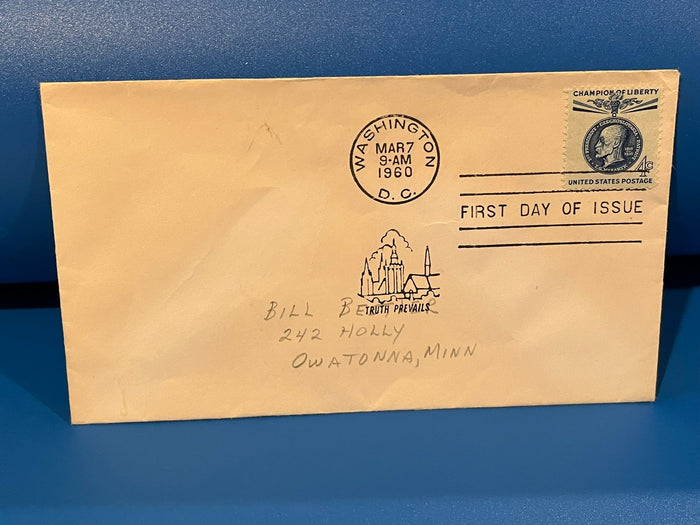 CHAMPION OF LIBERTY
4¢
UNITED STATES POSTAGE
WASHINGTON
MAR 7
9-AM
1960
D. C.
FIRST DAY OF ISSUE
TRUTH PREVAILS
BILL
242 HOLLY
OWATONNA, MINN